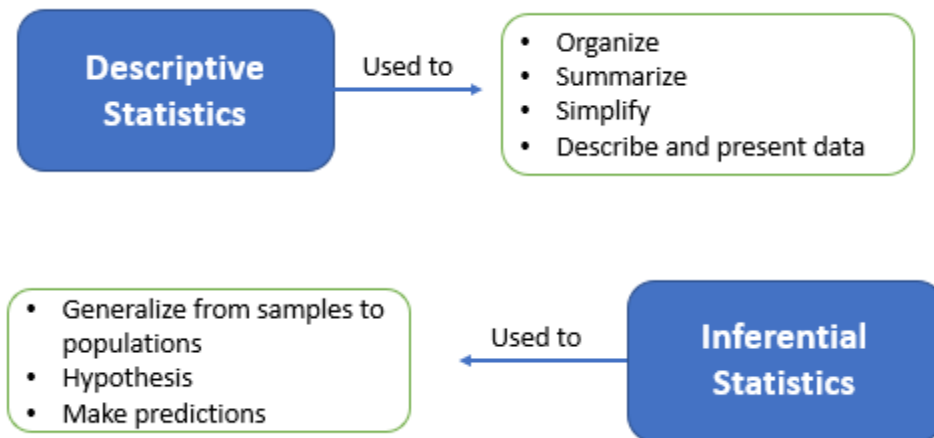 Descriptive
Statistics
Used to
• Organize
• Summarize
• Simplify
• Describe and present data
• Generalize from samples to
populations
• Hypothesis
• Make predictions
Used to
Inferential
Statistics